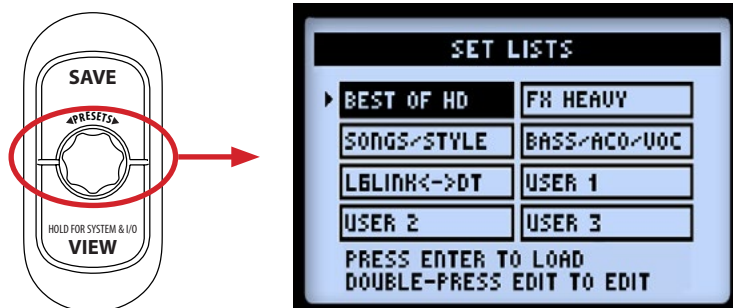 SAVE
◀PRESETS▶
HOLD FOR SYSTEM & I/O
VIEW
SET LISTS
BEST OF HD
FX HEAVY
SONGS/STYLE
BASS/ACO/VOC
L6LINK<->DT
USER 1
USER 2
USER 3
PRESS ENTER TO LOAD
DOUBLE-PRESS EDIT TO EDIT